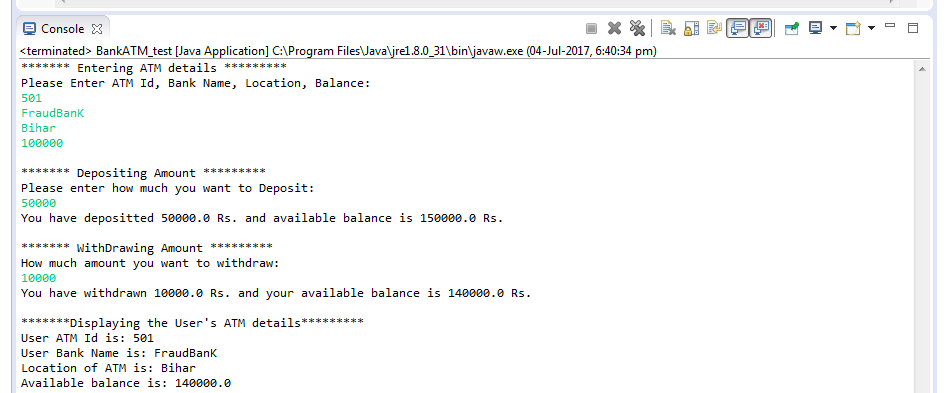 Console
<terminated> BankATM_test [Java Application] C:\Program Files\Java\jre1.8.0_31\bin\javaw.exe (04-Jul-2017, 6:40:34 pm)
******* Entering ATM details *********
Please Enter ATM Id, Bank Name, Location, Balance:
501
FraudBanK
Bihar
100000
******* Depositing Amount *********
Please enter how much you want to Deposit:
50000
You have depositted 50000.0 Rs. and available balance is 150000.0 Rs.
******* WithDrawing Amount *********
How much amount you want to withdraw:
10000
You have withdrawn 10000.0 Rs. and your available balance is 140000.0 Rs.
*******Displaying the User's ATM details*********
User ATM Id is: 501
User Bank Name is: FraudBanK
Location of ATM is: Bihar
Available balance is: 140000.0